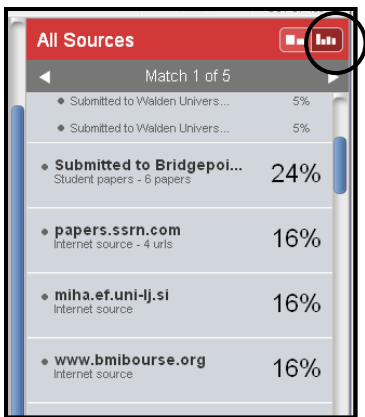 All Sources
Match 1 of 5
Submitted to Walden Univers... 5%
Submitted to Walden Univers... 5%
Submitted to Bridgepoi... 24%
Student papers - 6 papers
papers.ssrn.com 16%
Internet source - 4 urls
miha.ef.uni-lj.si 16%
Internet source
www.bmibourse.org 16%
Internet source